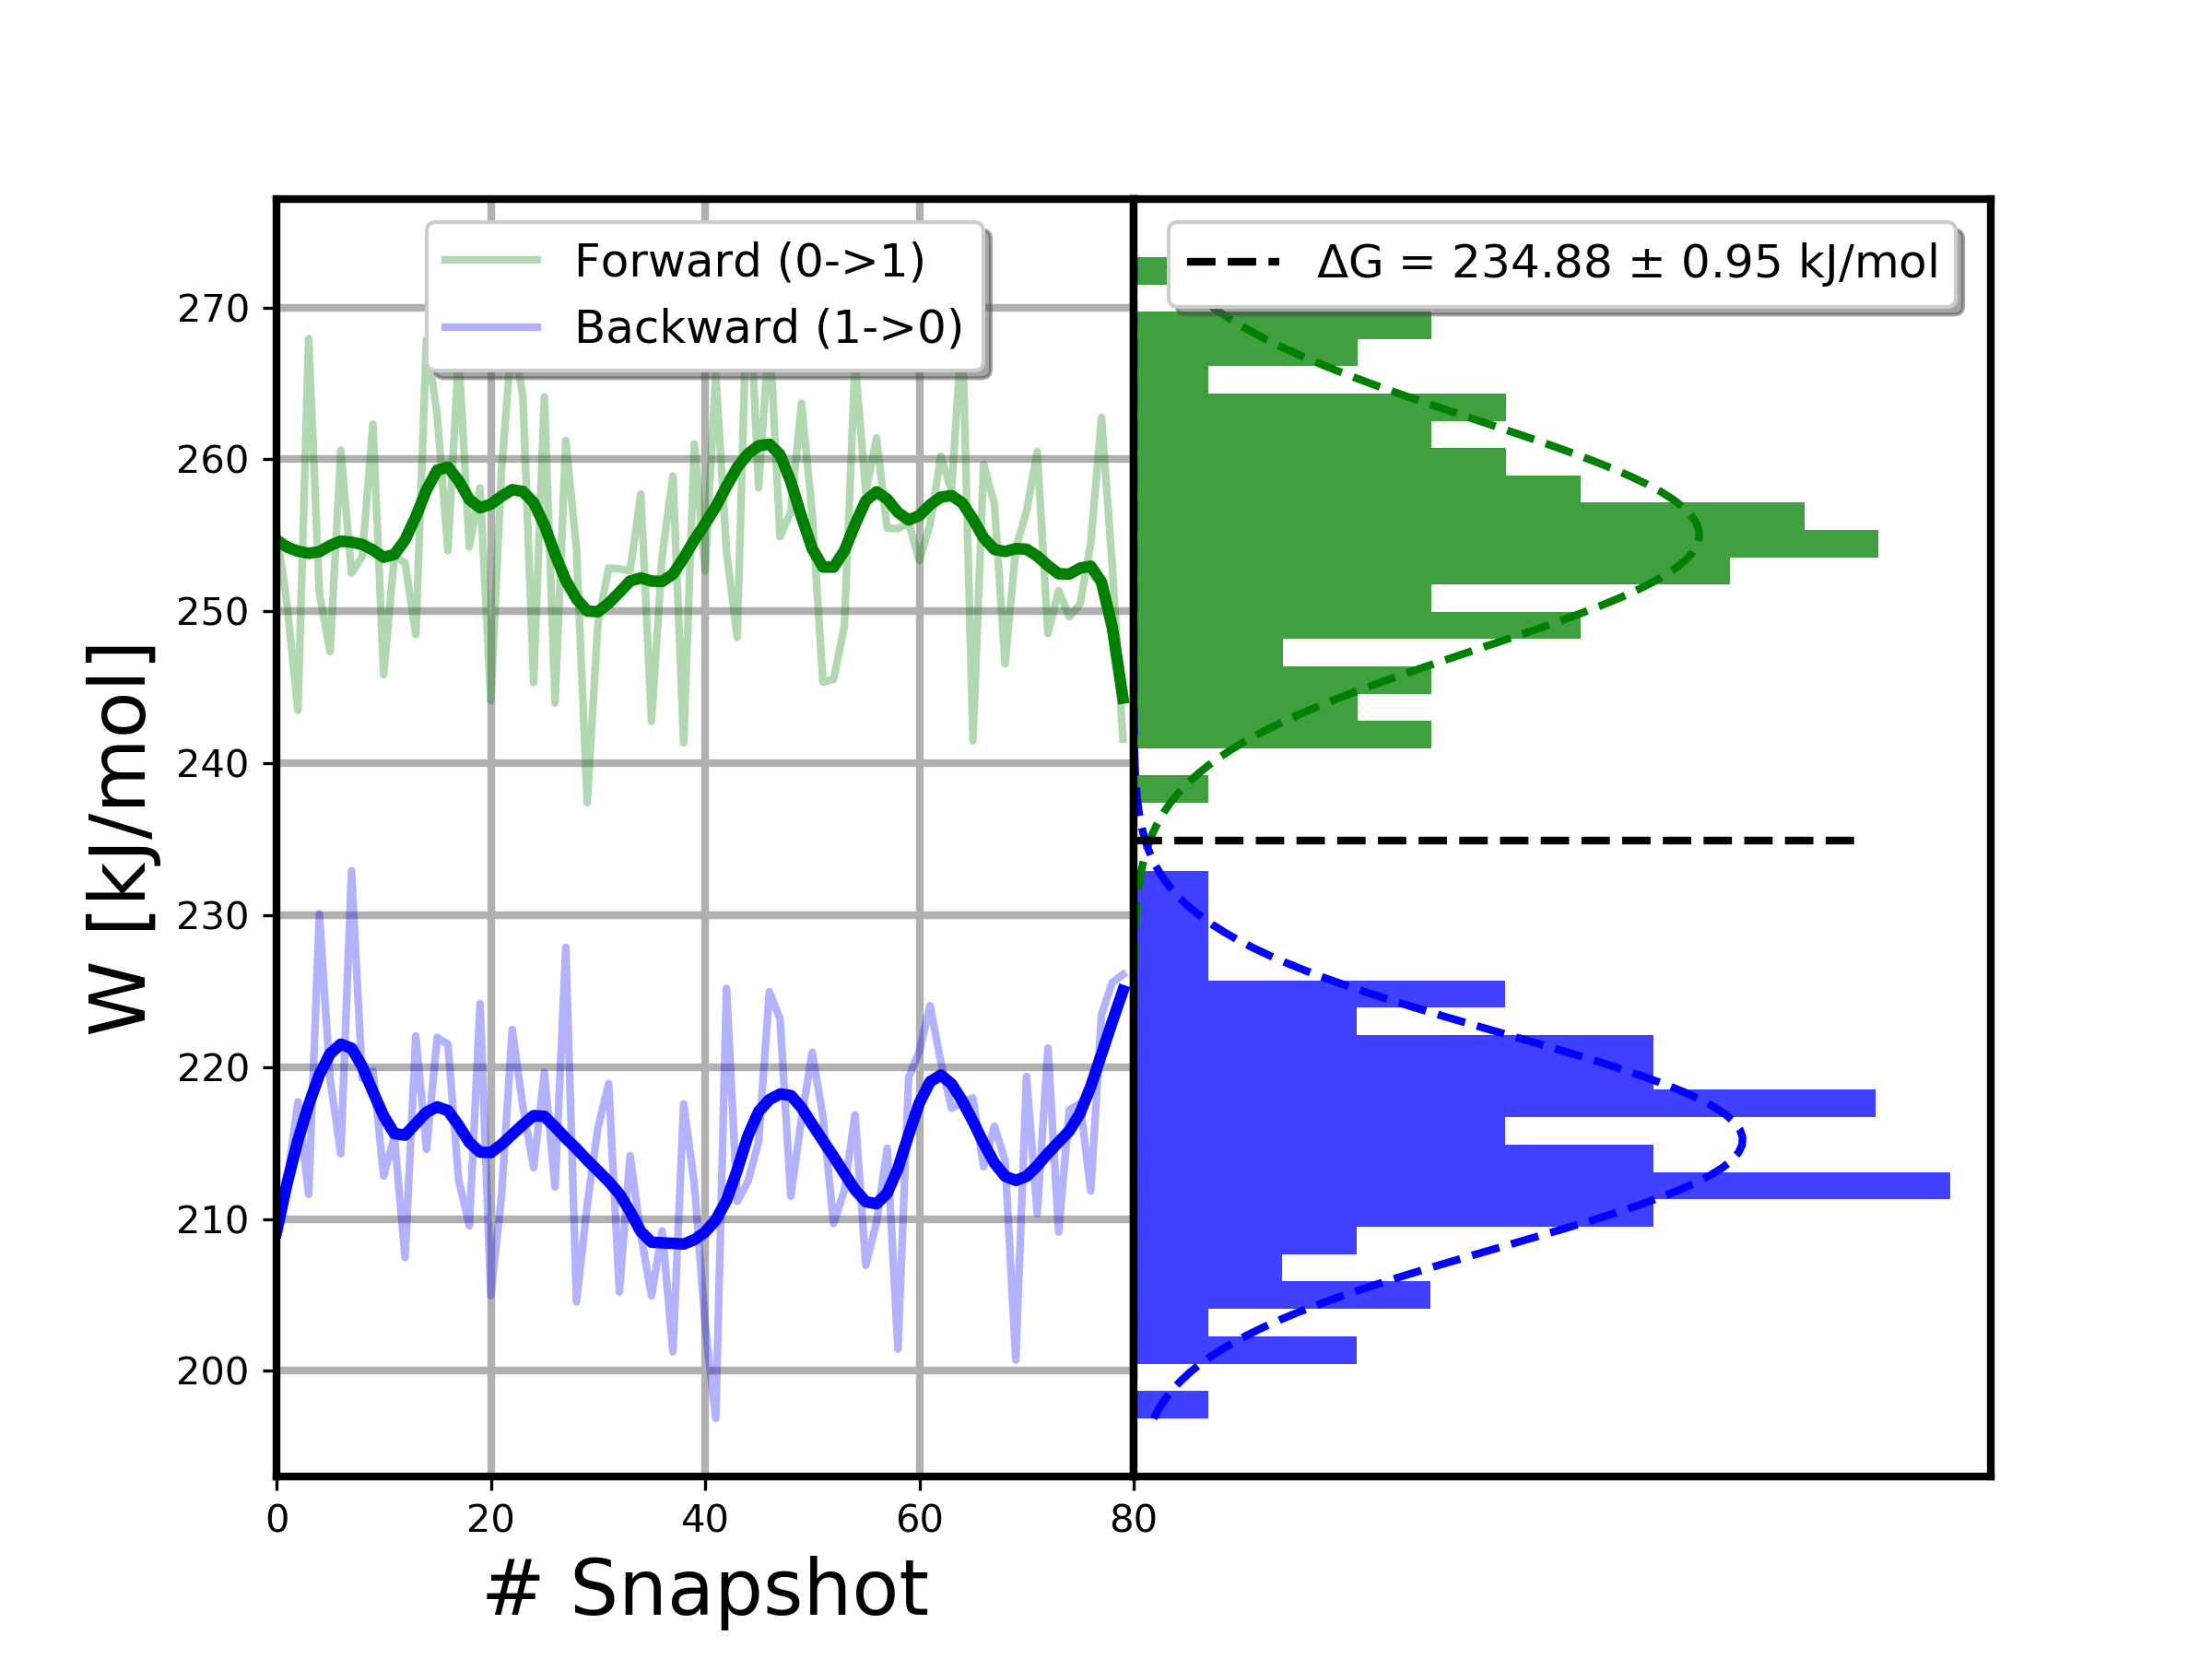 Forward (0->1)
Backward (1->0)
ΔG = 234.88 ± 0.95 kJ/mol
W [kJ/mol]
270
260
250
240
230
220
210
200
0 20 40 60 80
# Snapshot